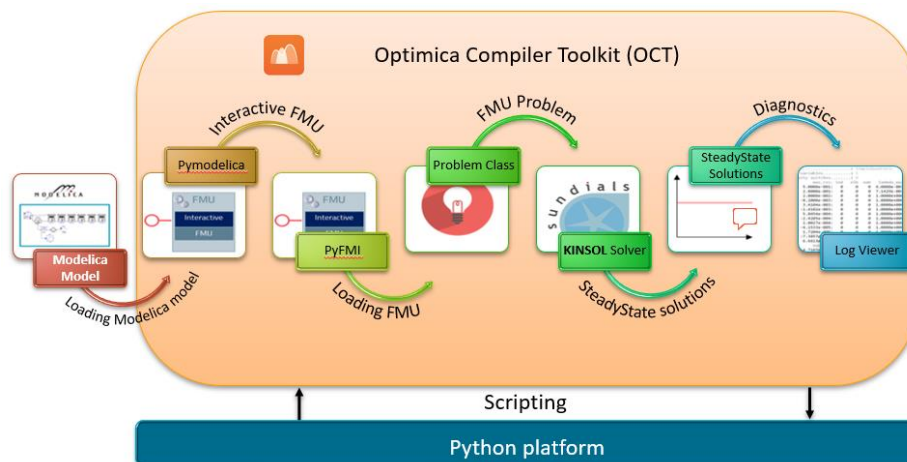 Optimica Compiler Toolkit (OCT)
Interactive FMU
FMU Problem
Diagnostics
Pymodelica
Problem Class
SteadyState
Solutions
MODELICA
FMU
Interactive
FMU
FMU
Interactive
sundials
Modelica
Model
PyFMI
KINSOL Solver
Log Viewer
Loading Modelica model
Loading FMU
SteadyState solutions
Scripting
Python platform